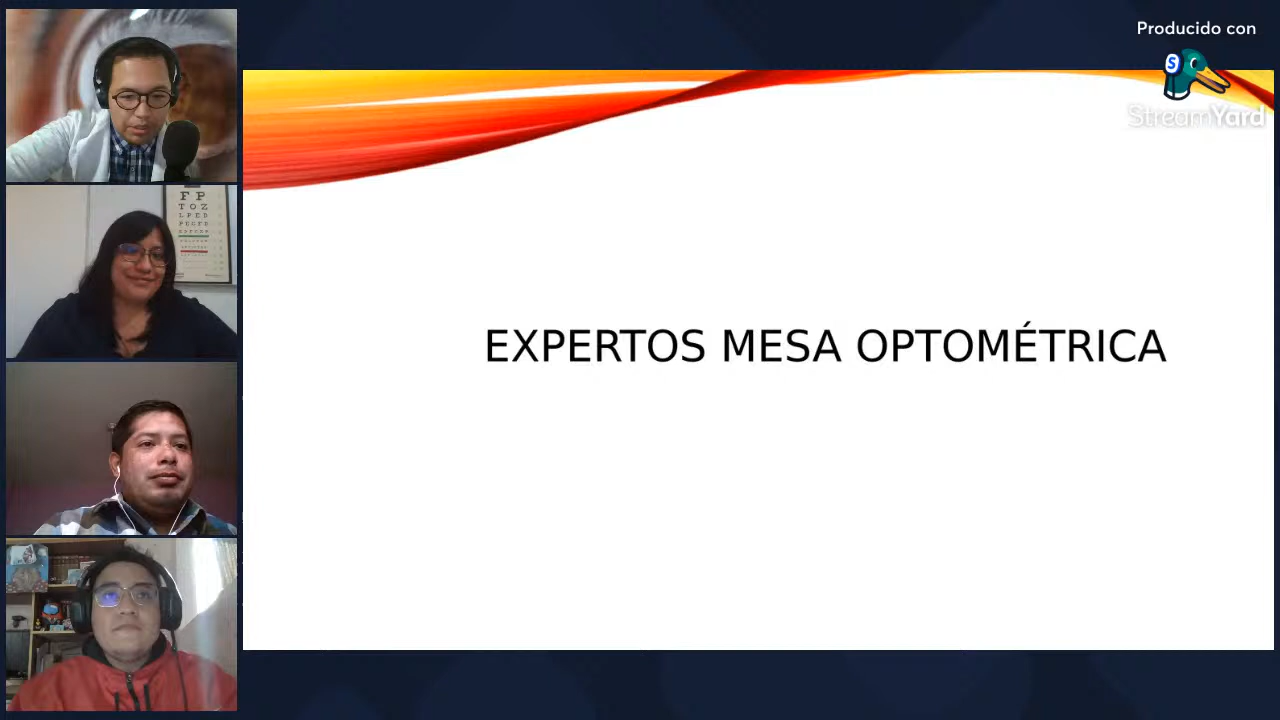 Producido con
S
StreamYard
F P
T O Z
L P E D
EXPERTOS MESA OPTOMÉTRICA